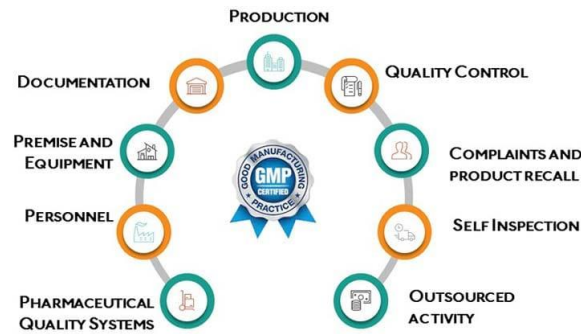 PRODUCTION
DOCUMENTATION
QUALITY CONTROL
PREMISE AND
EQUIPMENT
COMPLAINTS AND
PRODUCT RECALL
GOOD MANUFACTURING
GMP
CERTIFIED
PRACTICE
PERSONNEL
SELF INSPECTION
PHARMACEUTICAL
QUALITY SYSTEMS
OUTSOURCED
ACTIVITY